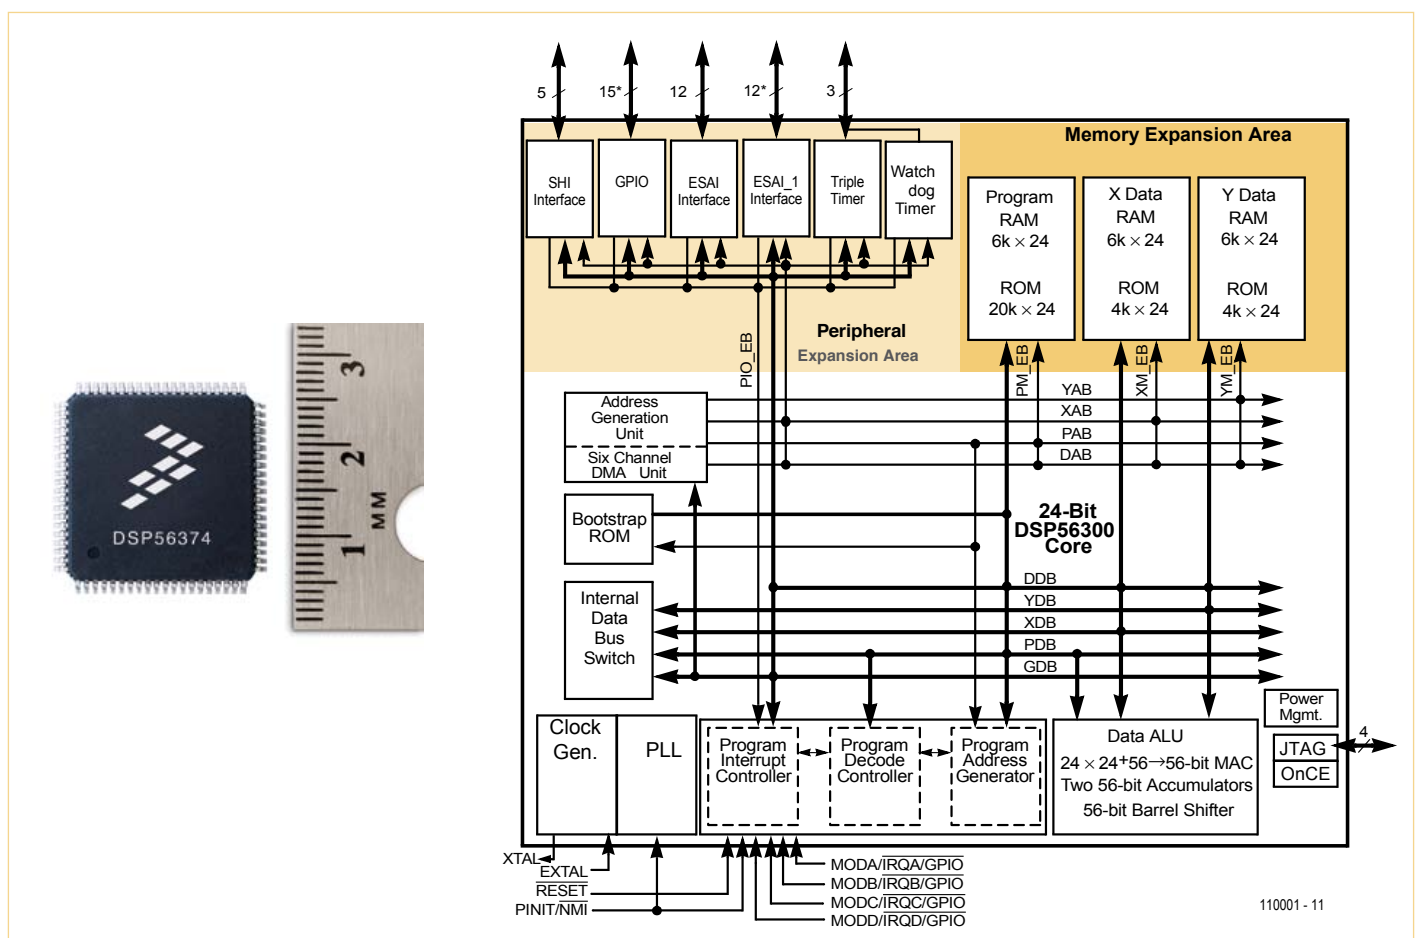 5
15*
12
12*
3
Memory Expansion Area
SHI
Interface
GPIO
ESAI
Interface
ESAI_1
Interface
Triple
Timer
Watch
dog
Timer
Program
RAM
6k × 24
ROM
20k × 24
X Data
RAM
6k × 24
ROM
4k × 24
Y Data
RAM
6k × 24
ROM
4k × 24
Peripheral
Expansion Area
PIO_EB
PM_EB
XM_EB
YM_EB
Address
Generation
Unit
Six Channel
DMA Unit
YAB
XAB
PAB
DAB
Bootstrap
ROM
24-Bit
DSP56300
Core
Internal
Data
Bus
Switch
DDB
YDB
XDB
PDB
GDB
DSP56374
3
2
1
MM
Clock
Gen.
PLL
Program
Interrupt
Controller
Program
Decode
Controller
Program
Address
Generator
Data ALU
24 × 24+56→56-bit MAC
Two 56-bit Accumulators
56-bit Barrel Shifter
Power
Mgmt.
JTAG
OnCE
4
XTAL
EXTAL
RESET
PINIT/NMI
MODA/IRQA/GPIO
MODB/IRQB/GPIO
MODC/IRQC/GPIO
MODD/IRQD/GPIO
110001 - 11